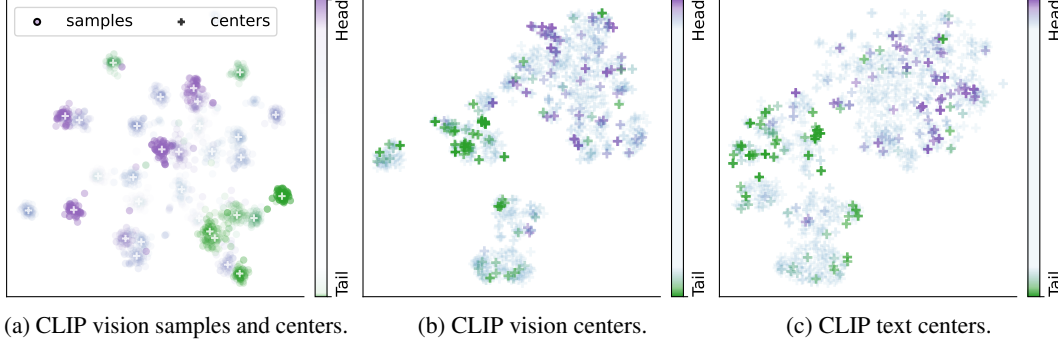 samples
centers
Head
Tail
Head
Tail
Head
Tail
(a) CLIP vision samples and centers.
(b) CLIP vision centers.
(c) CLIP text centers.